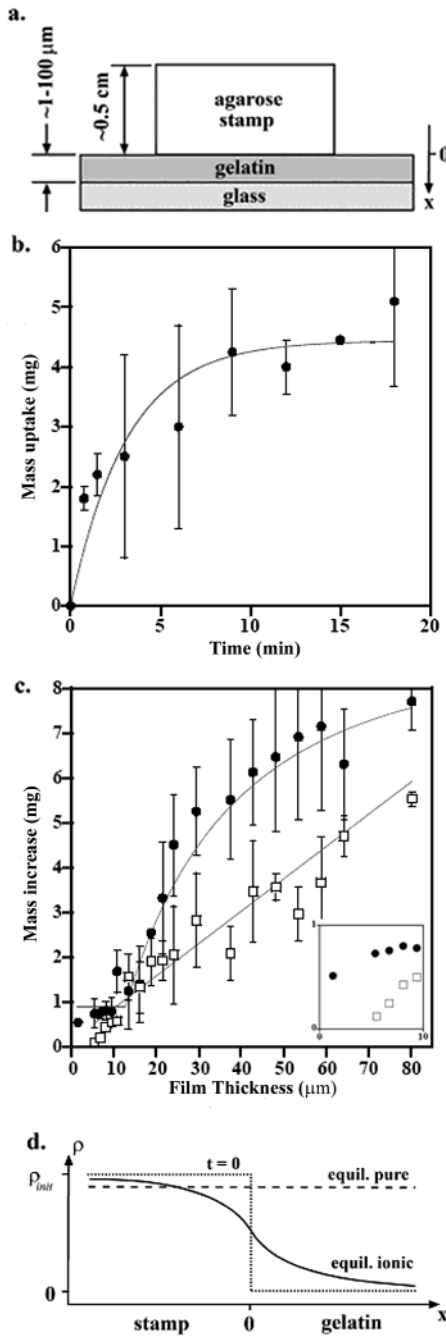 a.
~1-100 μm
~0.5 cm
agarose
stamp
0
gelatin
glass
x
b.
6
5
4
3
2
1
0
Mass uptake (mg)
0 5 10 15 20
Time (min)
c.
8
7
6
5
4
3
2
1
0
Mass increase (mg)
1
0
0 10
0 10 20 30 40 50 60 70 80
Film Thickness (μm)
d.
ρ
t = 0
ρinit
equil. pure
equil. ionic
0
x
stamp 0 gelatin